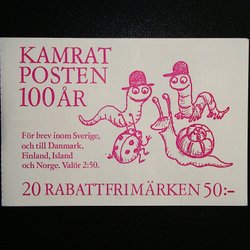 KAMRAT
POSTEN
100 ÅR
För brev inom Sverige,
och till Danmark,
Finland, Island
och Norge. Valör 2:50.
20 RABATTFRIMÄRKEN 50:-